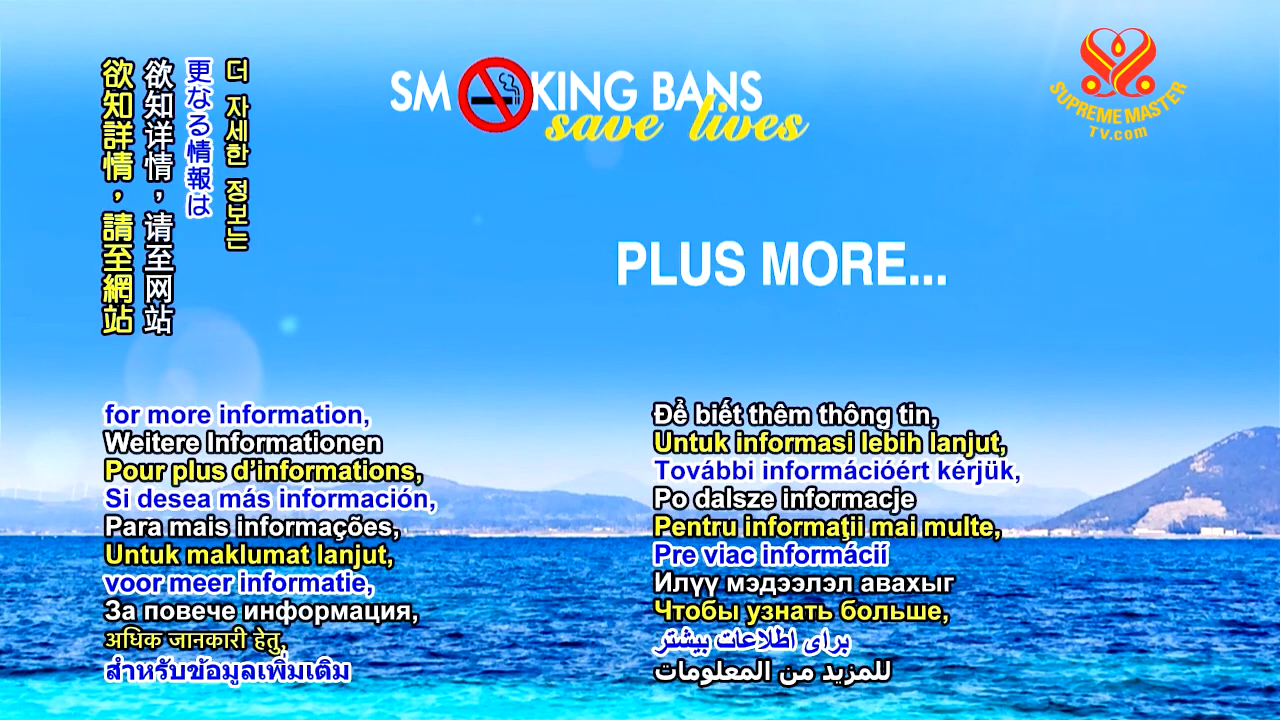 欲知詳情，請至網站
欲知详情，请至网站
更なる情報は
더 자세한 정보는
SMOKING BANS
save lives
SUPREME MASTER
TV.com
PLUS MORE...
for more information,
Weitere Informationen
Pour plus d'informations,
Si desea más información,
Para mais informações,
Untuk maklumat lanjut,
voor meer informatie,
За повече информация,
अधिक जानकारी हेतु,
สำหรับข้อมูลเพิ่มเติม
Để biết thêm thông tin,
Untuk informasi lebih lanjut,
További információért kérjük,
Po dalsze informacje
Pentru informaţii mai multe,
Pre viac informácií
Илүү мэдээлэл авахыг
Чтобы узнать больше,
برای اطلاعات بیشتر
للمزيد من المعلومات